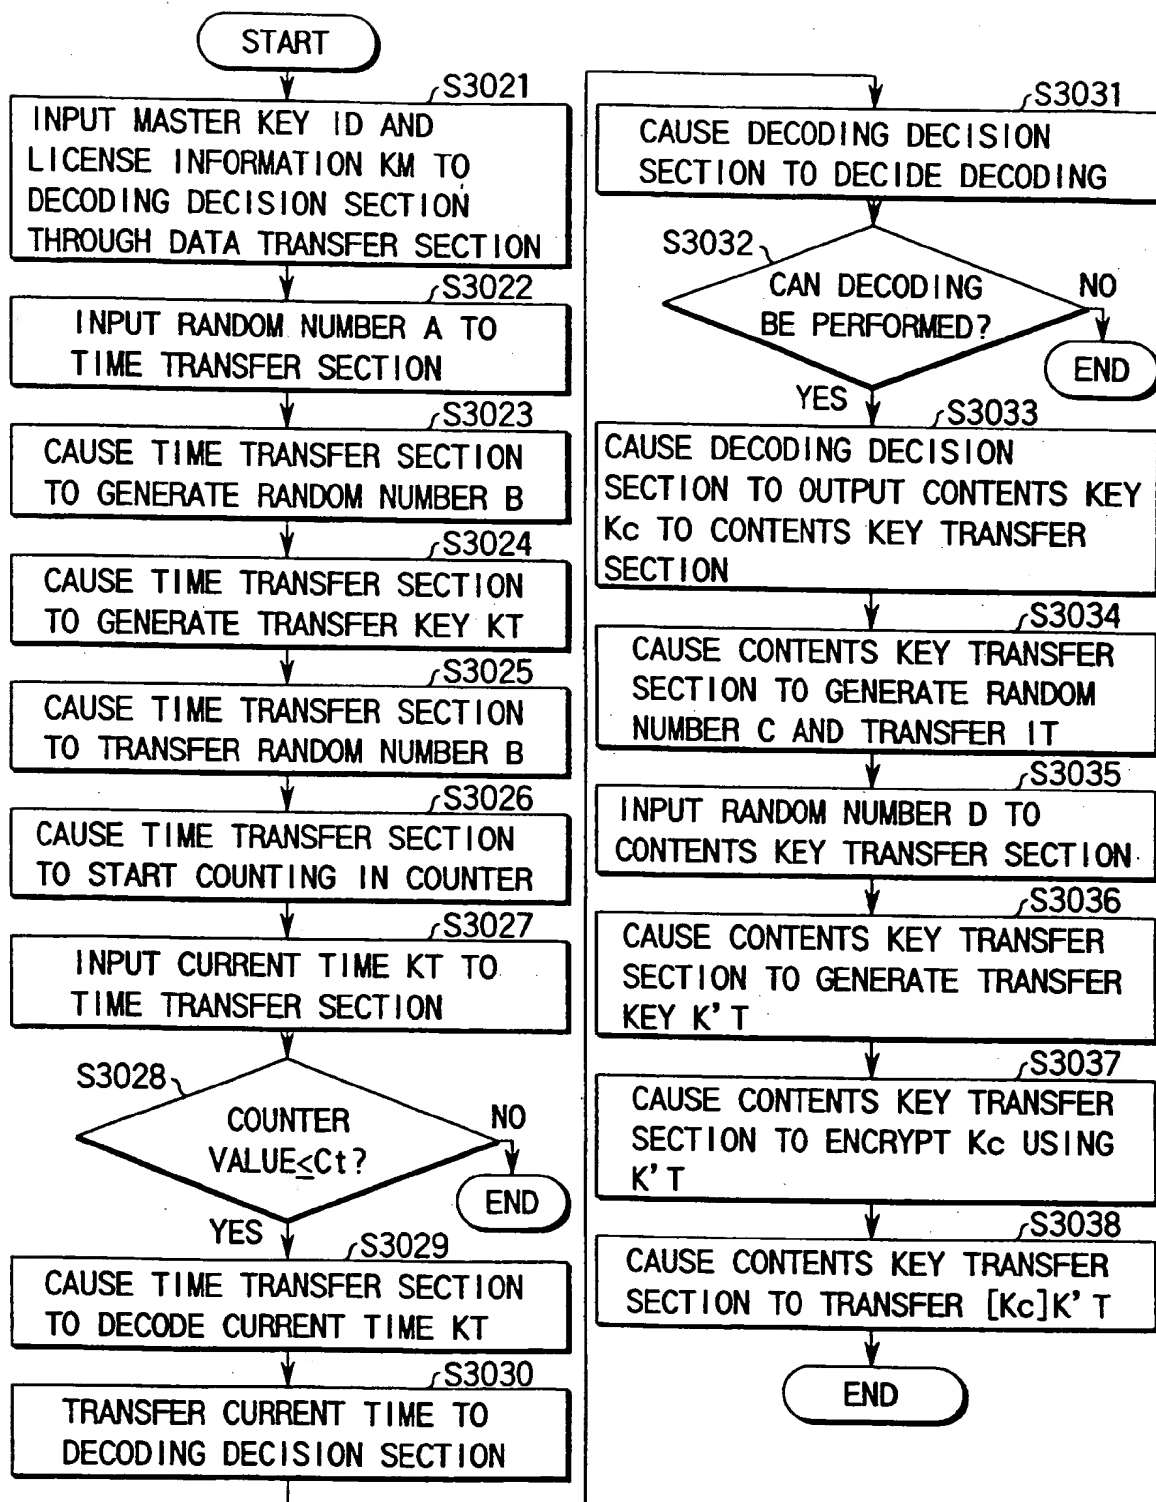 START
S3021
INPUT MASTER KEY ID AND
LICENSE INFORMATION KM TO
DECODING DECISION SECTION
THROUGH DATA TRANSFER SECTION
S3022
INPUT RANDOM NUMBER A TO
TIME TRANSFER SECTION
S3023
CAUSE TIME TRANSFER SECTION
TO GENERATE RANDOM NUMBER B
S3024
CAUSE TIME TRANSFER SECTION
TO GENERATE TRANSFER KEY KT
S3025
CAUSE TIME TRANSFER SECTION
TO TRANSFER RANDOM NUMBER B
S3026
CAUSE TIME TRANSFER SECTION
TO START COUNTING IN COUNTER
S3027
INPUT CURRENT TIME KT TO
TIME TRANSFER SECTION
S3028
COUNTER
VALUE≤Ct?
NO
END
YES
S3029
CAUSE TIME TRANSFER SECTION
TO DECODE CURRENT TIME KT
S3030
TRANSFER CURRENT TIME TO
DECODING DECISION SECTION
S3031
CAUSE DECODING DECISION
SECTION TO DECIDE DECODING
S3032
CAN DECODING
BE PERFORMED?
NO
END
YES
S3033
CAUSE DECODING DECISION
SECTION TO OUTPUT CONTENTS KEY
Kc TO CONTENTS KEY TRANSFER
SECTION
S3034
CAUSE CONTENTS KEY TRANSFER
SECTION TO GENERATE RANDOM
NUMBER C AND TRANSFER IT
S3035
INPUT RANDOM NUMBER D TO
CONTENTS KEY TRANSFER SECTION
S3036
CAUSE CONTENTS KEY TRANSFER
SECTION TO GENERATE TRANSFER
KEY K'T
S3037
CAUSE CONTENTS KEY TRANSFER
SECTION TO ENCRYPT Kc USING
K'T
S3038
CAUSE CONTENTS KEY TRANSFER
SECTION TO TRANSFER [Kc]K'T
END